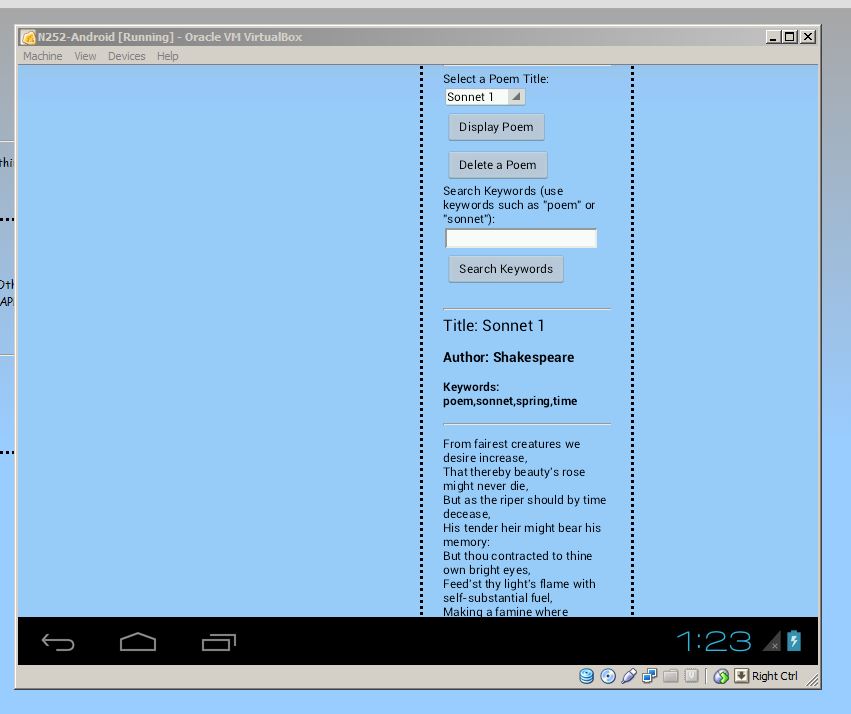 N252-Android [Running] - Oracle VM VirtualBox
Machine View Devices Help
Select a Poem Title:
Sonnet 1
Display Poem
Delete a Poem
Search Keywords (use
keywords such as "poem" or
"sonnet"):
Search Keywords
Title: Sonnet 1
Author: Shakespeare
Keywords:
poem,sonnet,spring,time
From fairest creatures we
desire increase,
That thereby beauty's rose
might never die,
But as the riper should by time
decease,
His tender heir might bear his
memory:
But thou contracted to thine
own bright eyes,
Feed'st thy light's flame with
self-substantial fuel,
Making a famine where
1:23
Right Ctrl